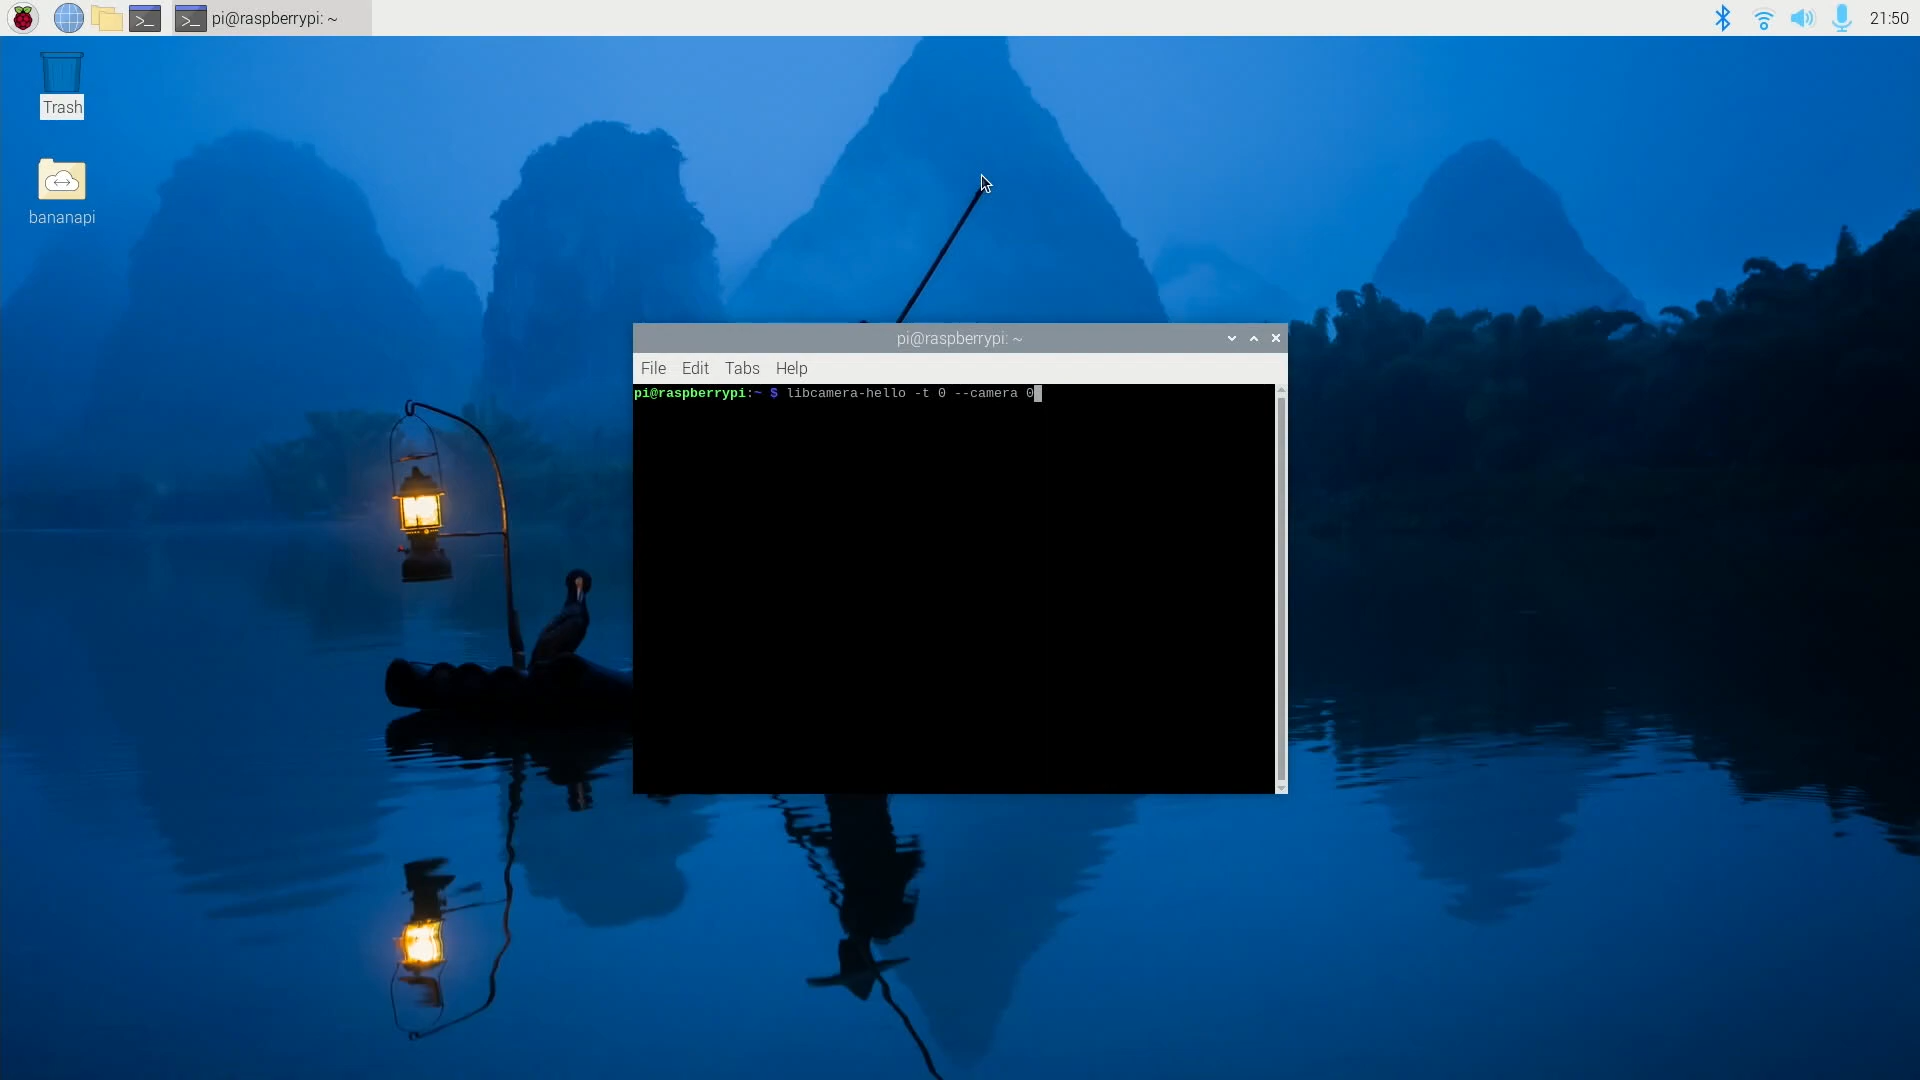 pi@raspberrypi: ~
21:50
Trash
bananapi
pi@raspberrypi: ~
File Edit Tabs Help
pi@raspberrypi:~ $ libcamera-hello -t 0 --camera 0